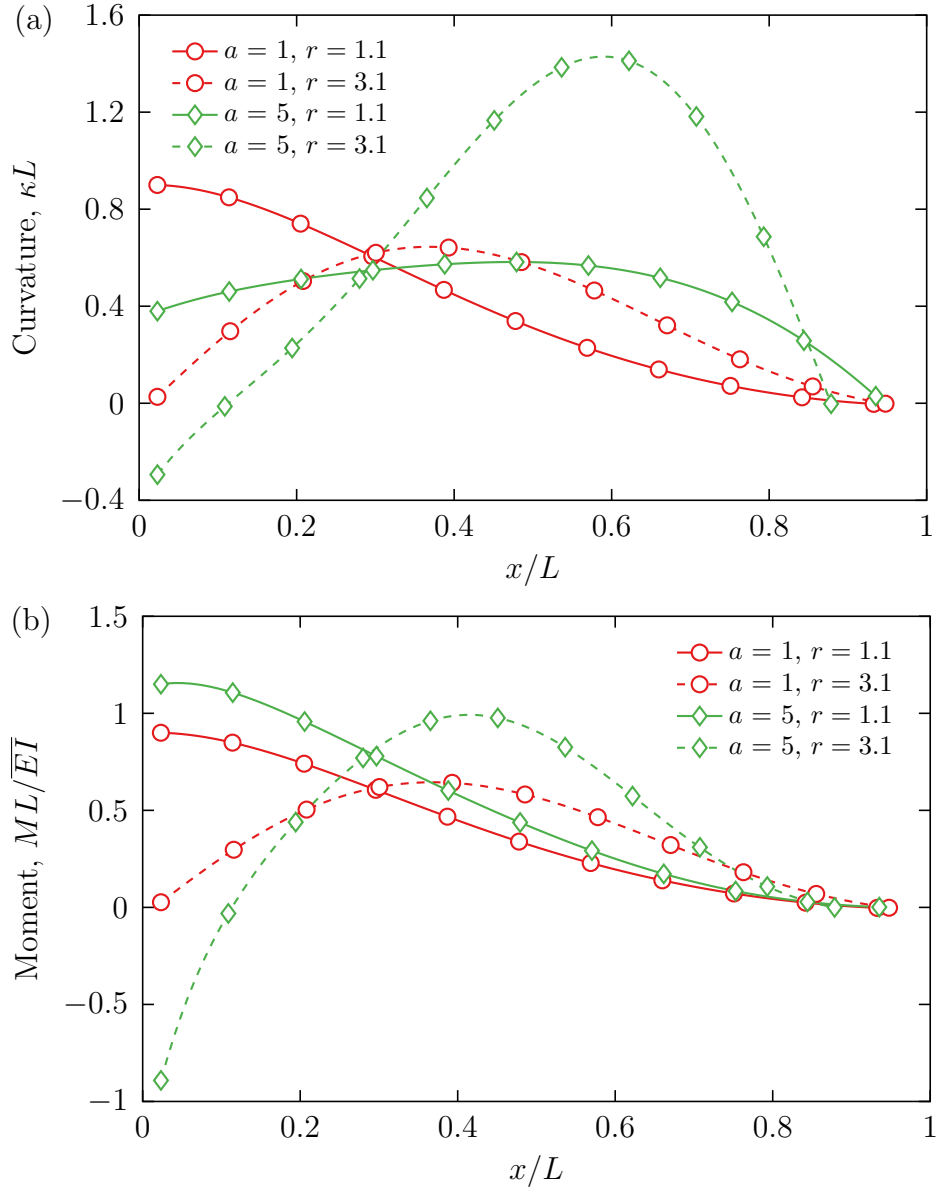 (a)
Curvature, κL
1.6
1.2
0.8
0.4
0
−0.4
a = 1, r = 1.1
a = 1, r = 3.1
a = 5, r = 1.1
a = 5, r = 3.1
0 0.2 0.4 0.6 0.8 1
x/L
(b)
Moment, ML/\overline{EI}
1.5
1
0.5
0
−0.5
−1
a = 1, r = 1.1
a = 1, r = 3.1
a = 5, r = 1.1
a = 5, r = 3.1
0 0.2 0.4 0.6 0.8 1
x/L